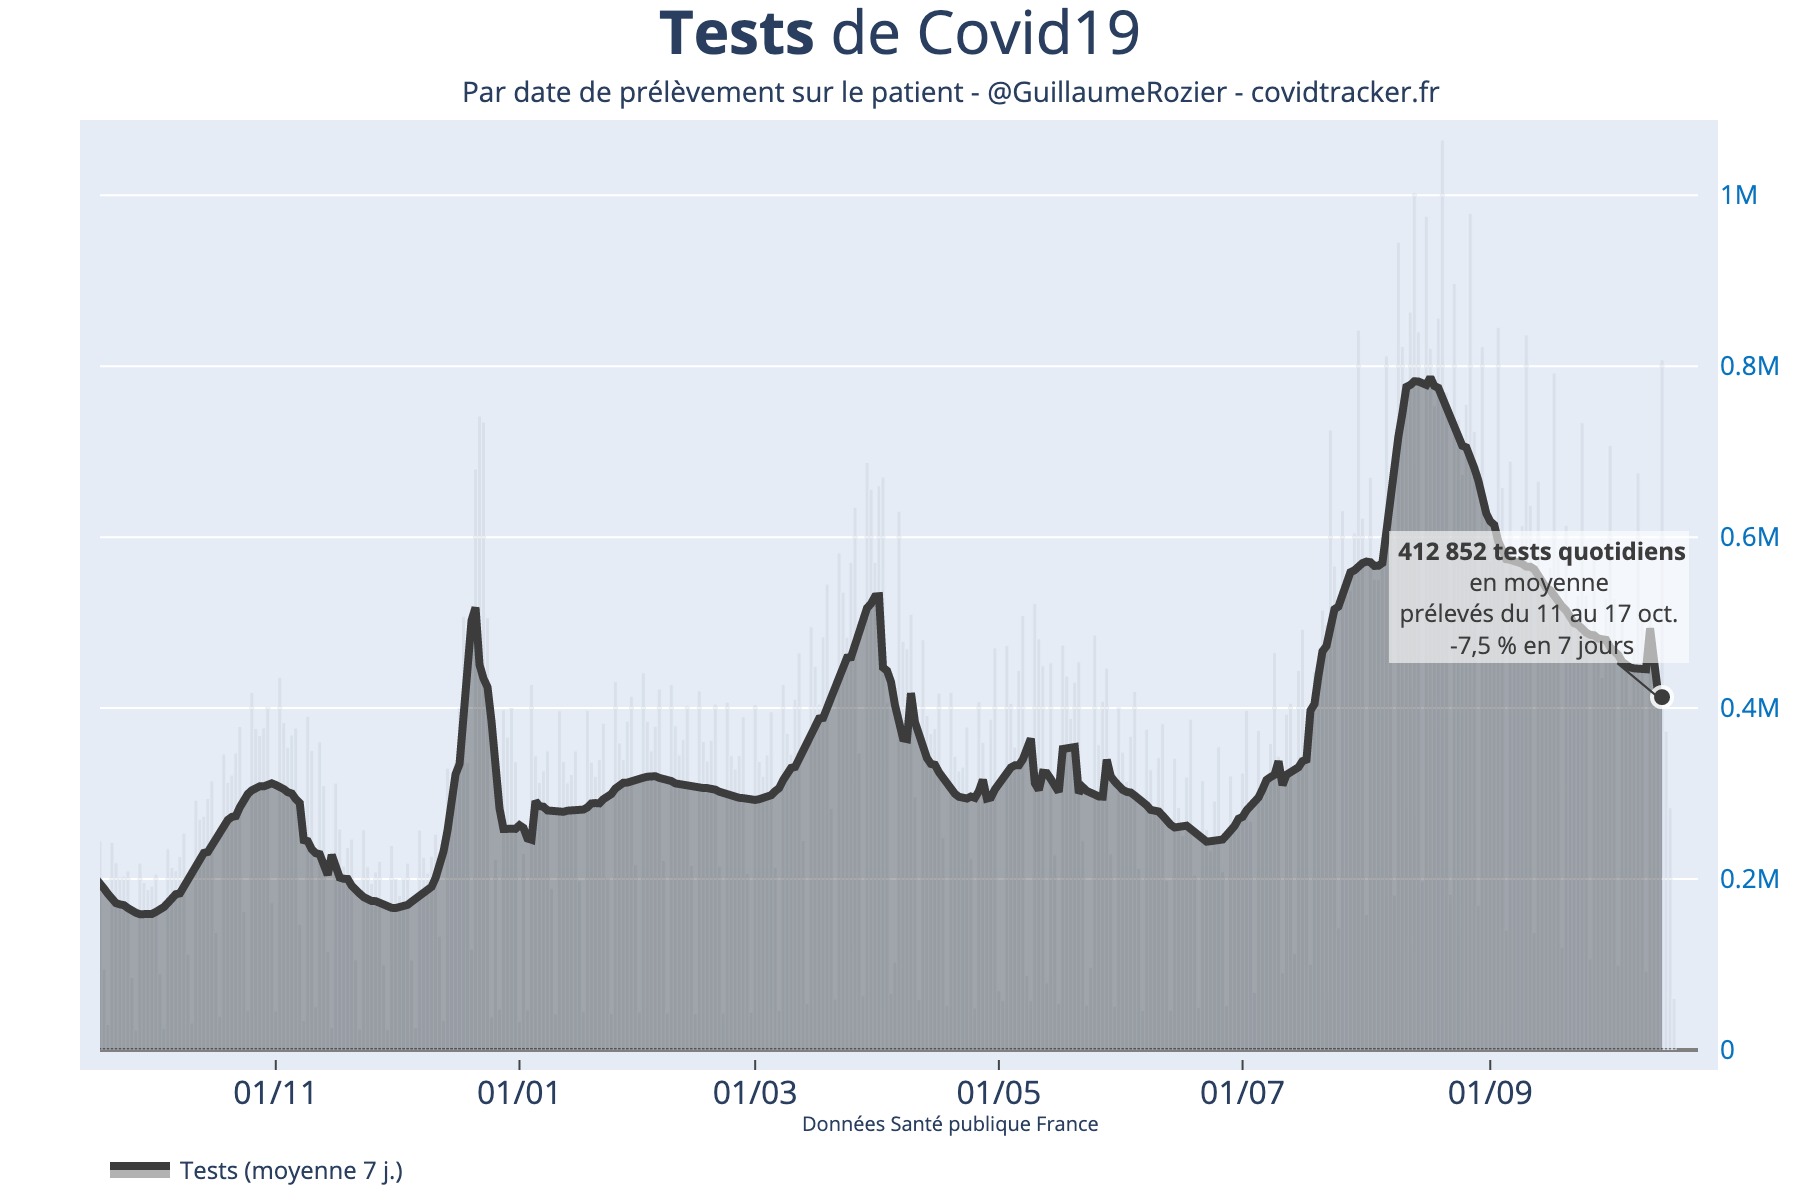 Tests de Covid19
Par date de prélèvement sur le patient - @GuillaumeRozier - covidtracker.fr
1M
0.8M
0.6M
412 852 tests quotidiens
en moyenne
prélevés du 11 au 17 oct.
-7,5 % en 7 jours
0.4M
0.2M
0
01/11 01/01 01/03 01/05 01/07 01/09
Données Santé publique France
Tests (moyenne 7 j.)